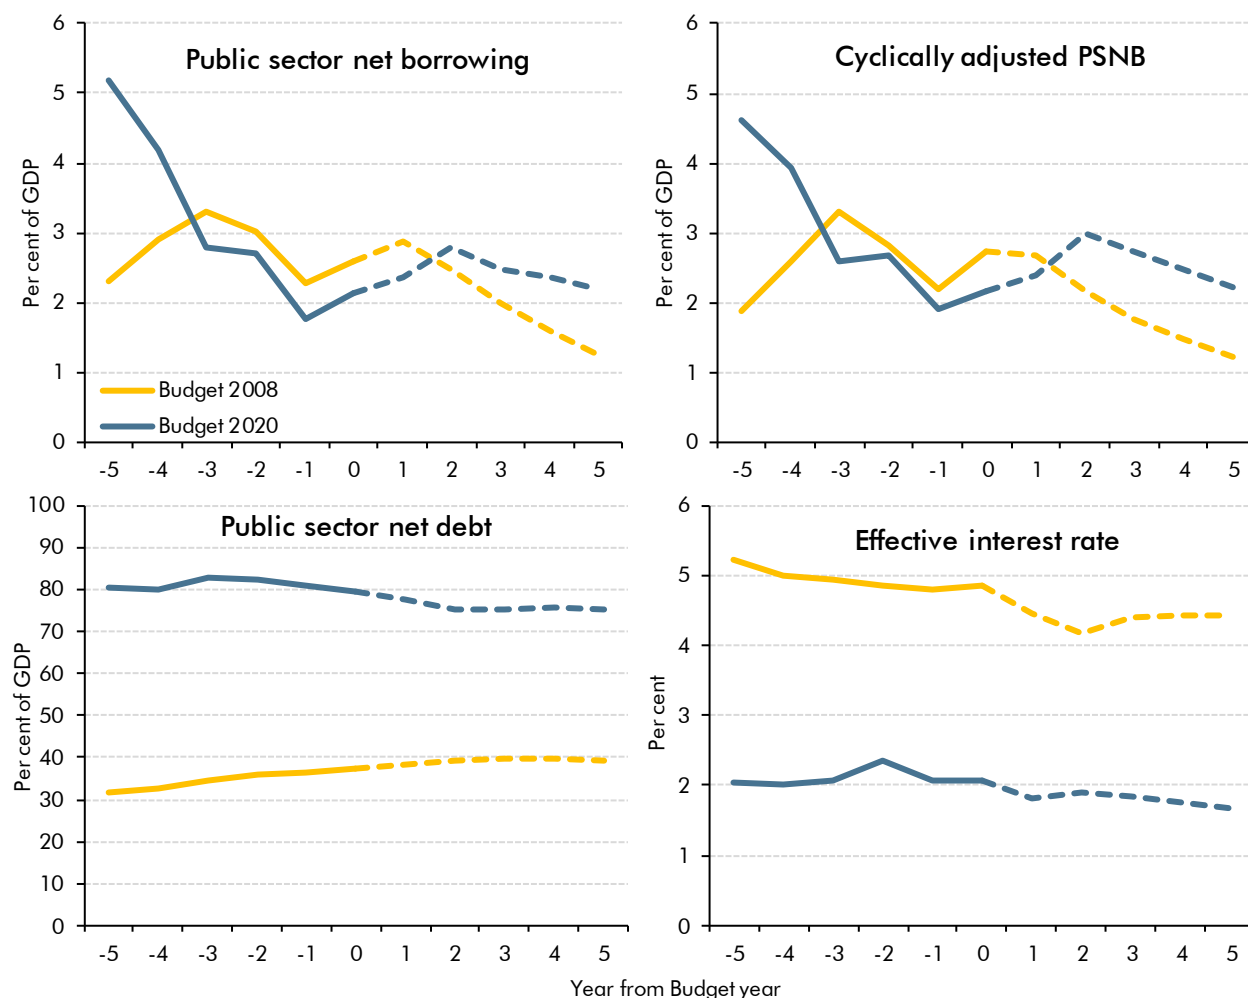 Public sector net borrowing
Per cent of GDP
6
5
4
3
2
1
0
Budget 2008
Budget 2020
-5 -4 -3 -2 -1 0 1 2 3 4 5
Cyclically adjusted PSNB
Per cent of GDP
6
5
4
3
2
1
0
-5 -4 -3 -2 -1 0 1 2 3 4 5
Public sector net debt
Per cent of GDP
100
90
80
70
60
50
40
30
20
10
0
-5 -4 -3 -2 -1 0 1 2 3 4 5
Effective interest rate
Per cent
6
5
4
3
2
1
0
-5 -4 -3 -2 -1 0 1 2 3 4 5
Year from Budget year